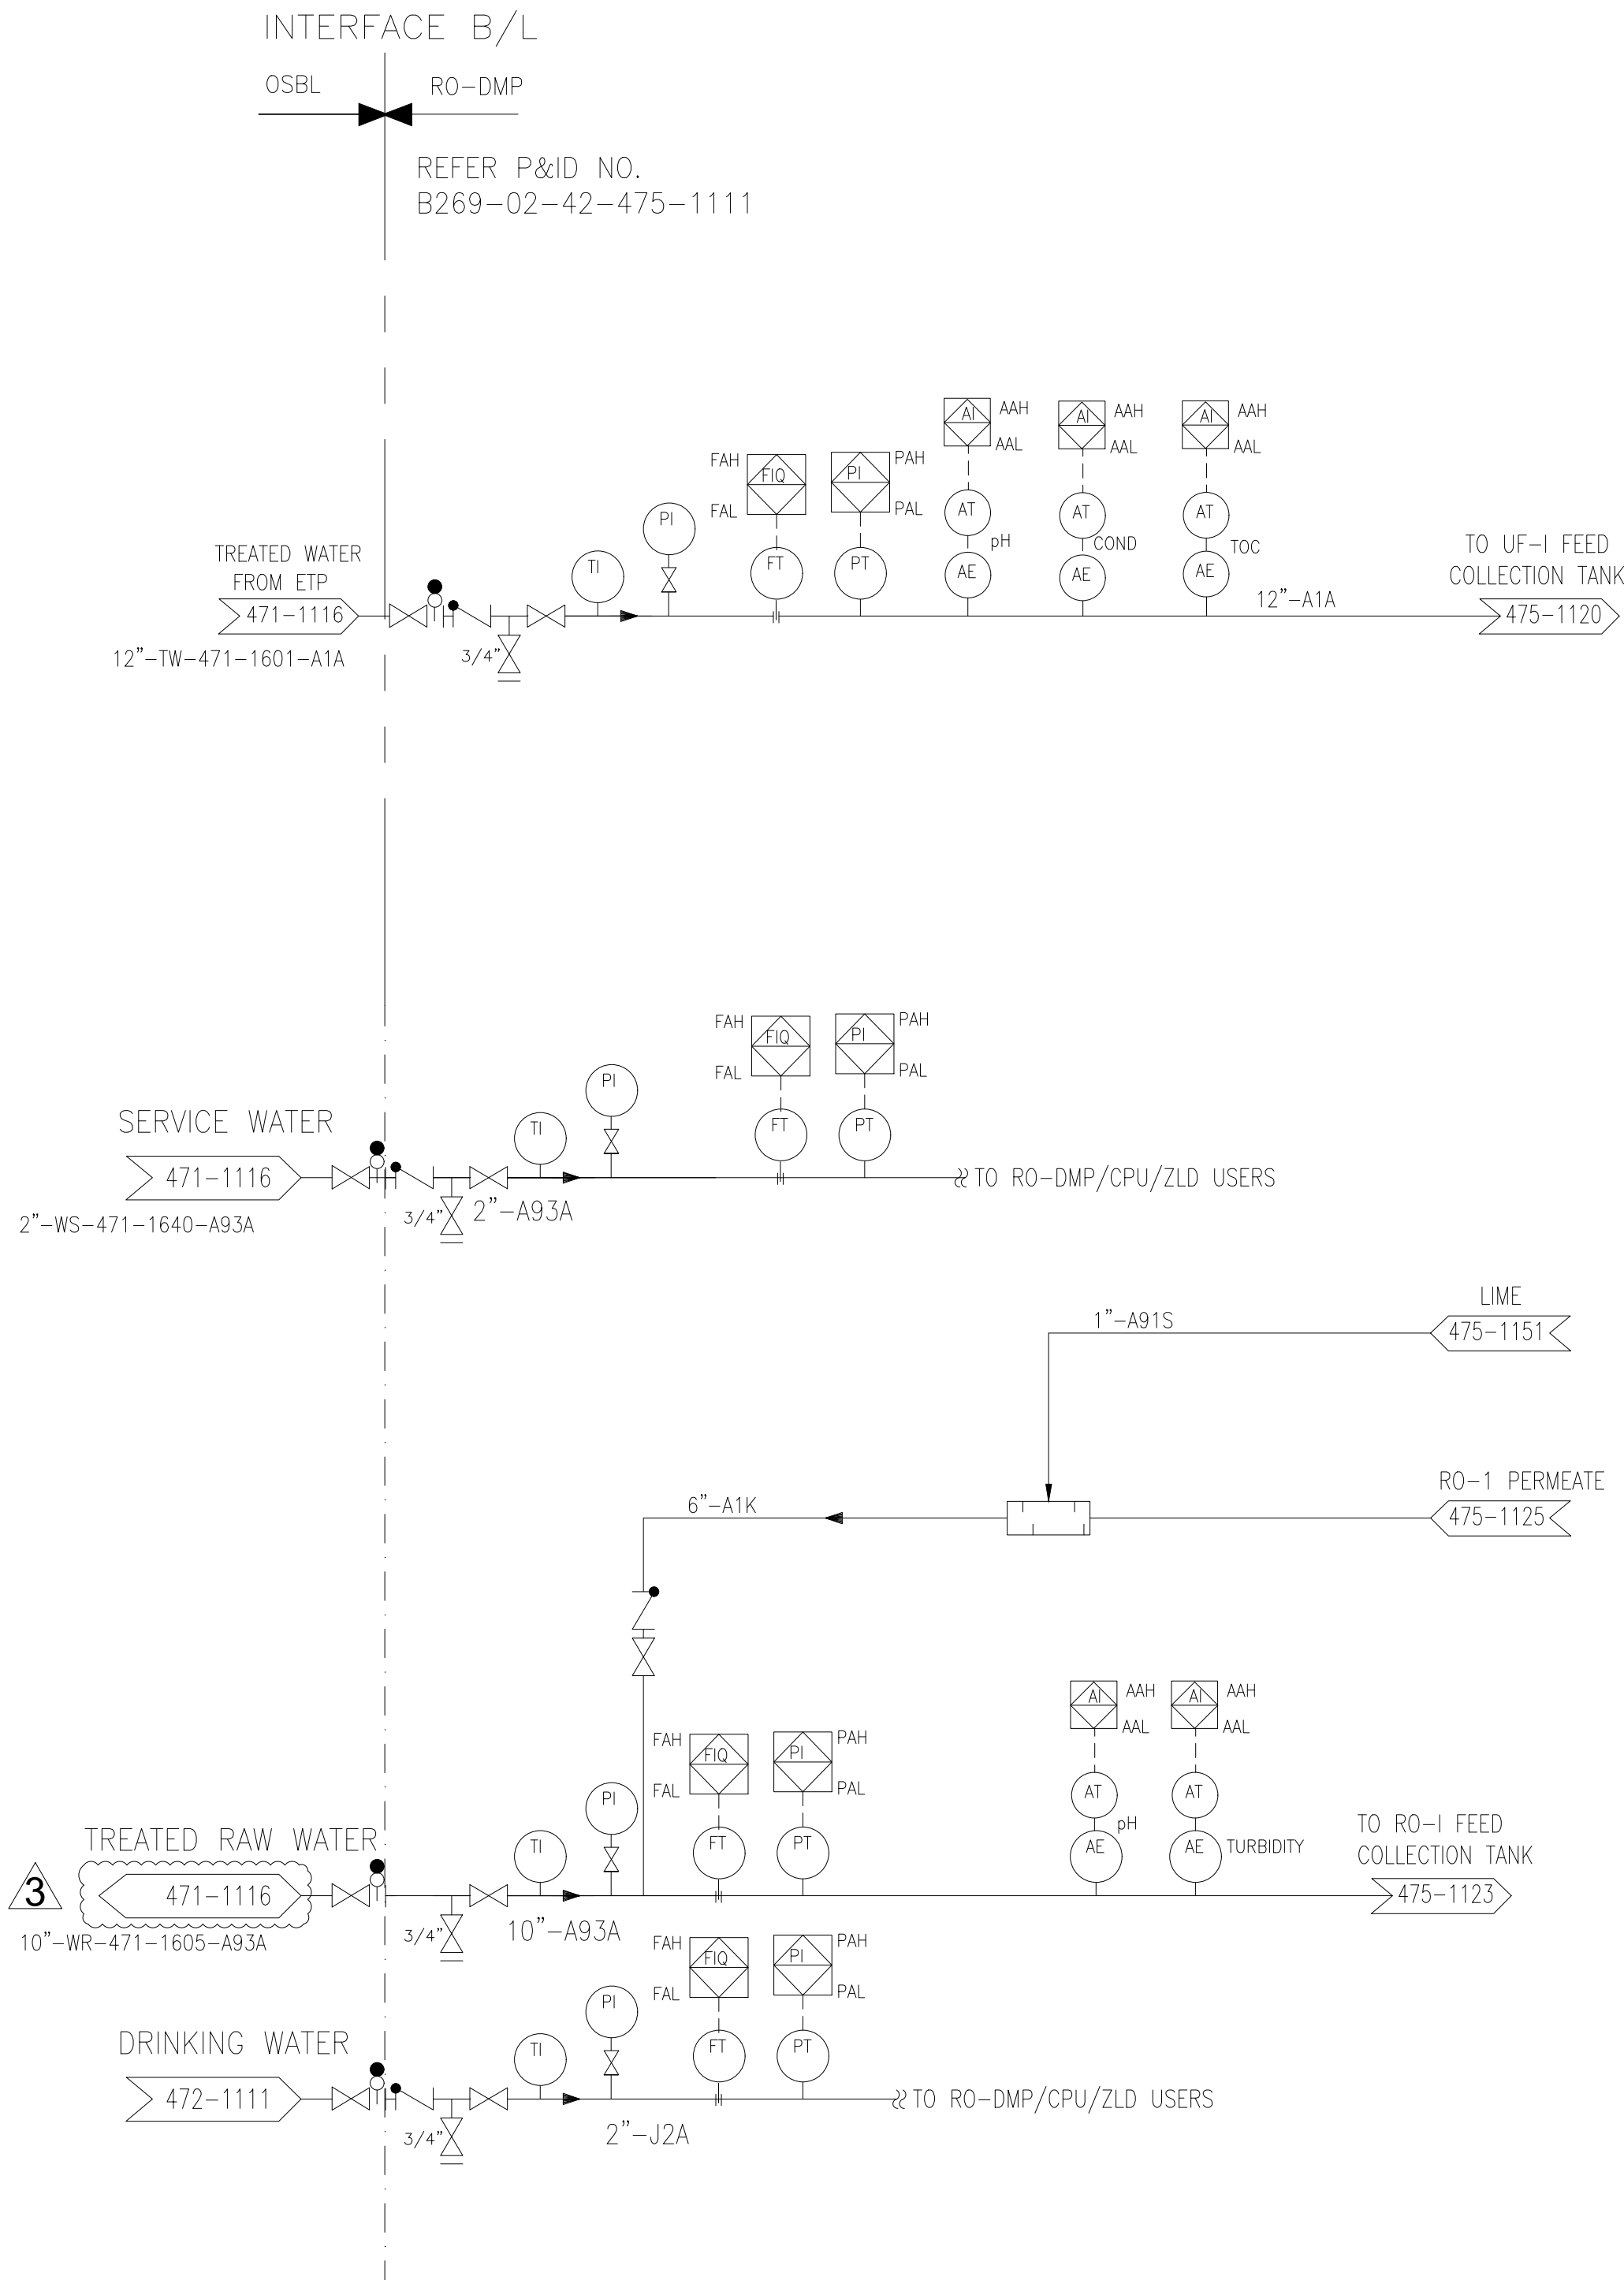 INTERFACE B/L
OSBL
RO-DMP
REFER P&ID NO.
B269-02-42-475-1111
AI
AAH
AAL
AI
AAH
AAL
AI
AAH
AAL
FAH
FIQ
FAL
PI
PAH
PAL
AT
pH
AT
COND
AT
TOC
TI
PI
FT
PT
AE
AE
AE
TREATED WATER
FROM ETP
471-1116
12"-TW-471-1601-A1A
3/4"
12"-A1A
TO UF-I FEED
COLLECTION TANK
475-1120
FAH
FIQ
FAL
PI
PAH
PAL
SERVICE WATER
471-1116
2"-WS-471-1640-A93A
3/4"
2"-A93A
TI
PI
FT
PT
TO RO-DMP/CPU/ZLD USERS
LIME
1"-A91S
475-1151
RO-1 PERMEATE
6"-A1K
475-1125
AI
AAH
AAL
AI
AAH
AAL
FAH
FIQ
FAL
PI
PAH
PAL
AT
pH
AT
TREATED RAW WATER
3
471-1116
10"-WR-471-1605-A93A
3/4"
10"-A93A
TI
PI
FT
PT
AE
AE
TURBIDITY
TO RO-I FEED
COLLECTION TANK
475-1123
FAH
FIQ
FAL
PI
PAH
PAL
DRINKING WATER
472-1111
3/4"
TI
PI
FT
PT
2"-J2A
TO RO-DMP/CPU/ZLD USERS